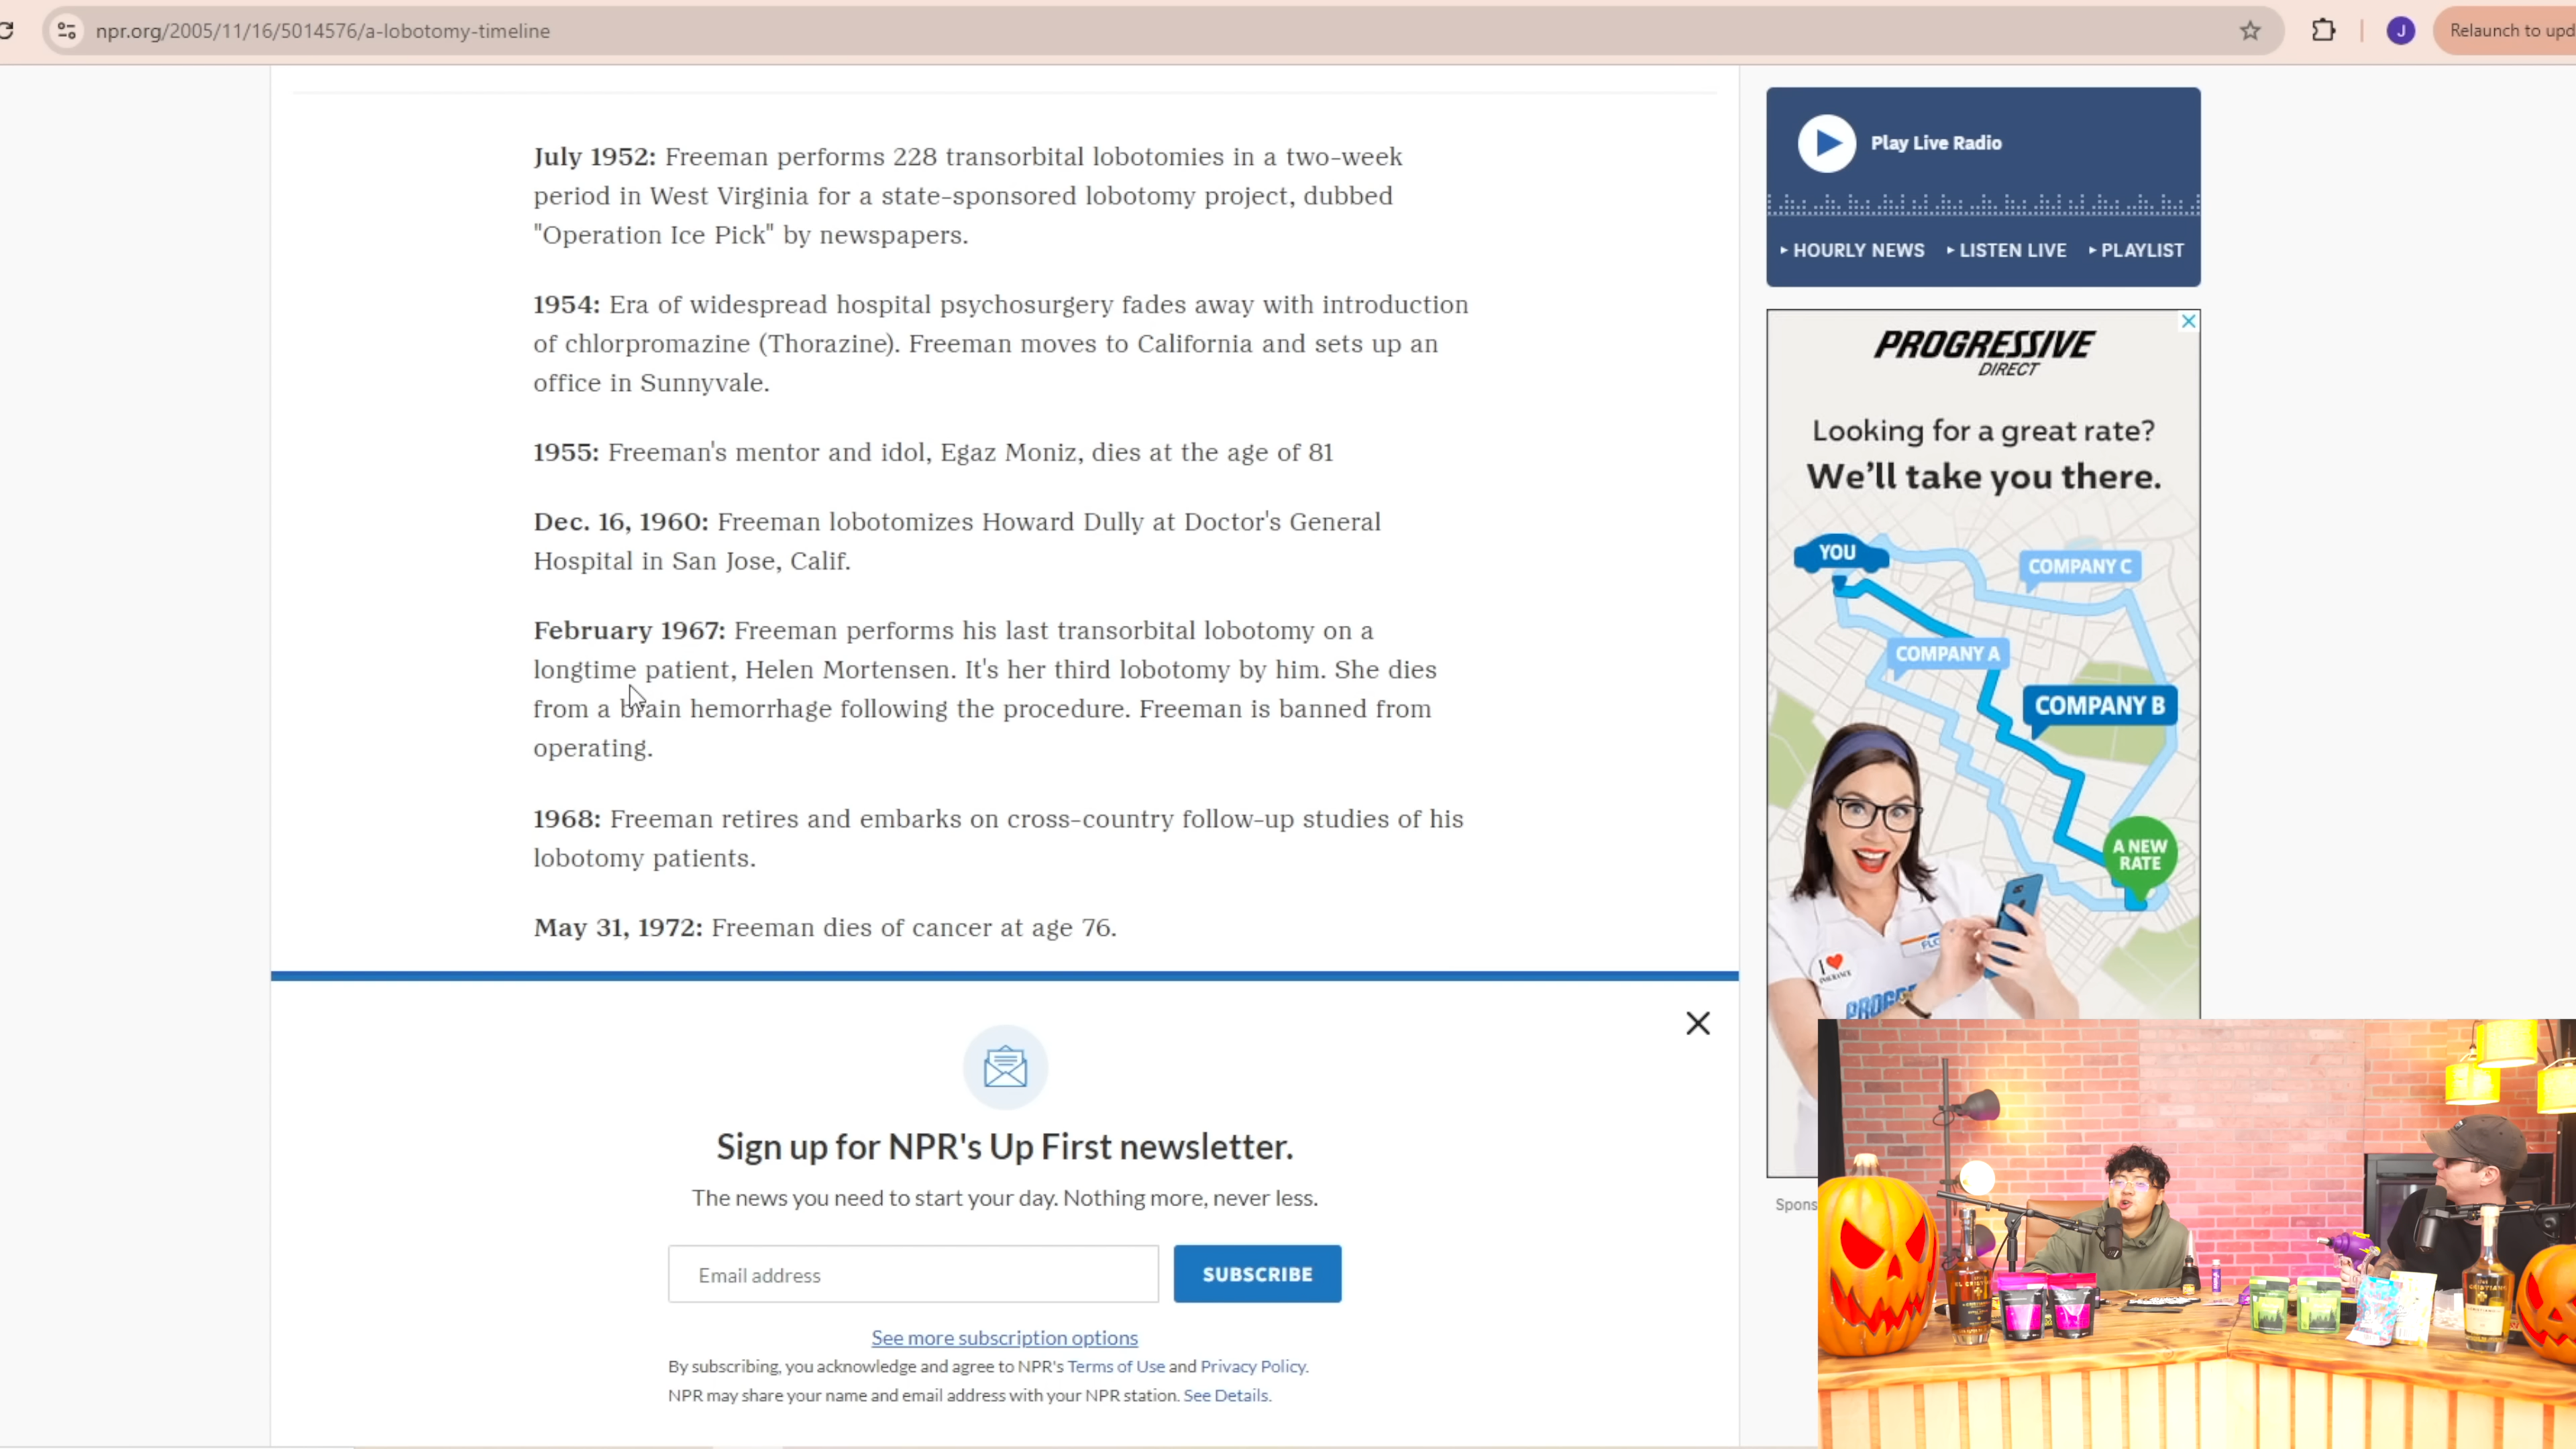 npr.org/2005/11/16/5014576/a-lobotomy-timeline
J
Relaunch to upd
July 1952: Freeman performs 228 transorbital lobotomies in a two-week
period in West Virginia for a state-sponsored lobotomy project, dubbed
"Operation Ice Pick" by newspapers.
1954: Era of widespread hospital psychosurgery fades away with introduction
of chlorpromazine (Thorazine). Freeman moves to California and sets up an
office in Sunnyvale.
1955: Freeman's mentor and idol, Egaz Moniz, dies at the age of 81
Dec. 16, 1960: Freeman lobotomizes Howard Dully at Doctor's General
Hospital in San Jose, Calif.
February 1967: Freeman performs his last transorbital lobotomy on a
longtime patient, Helen Mortensen. It's her third lobotomy by him. She dies
from a brain hemorrhage following the procedure. Freeman is banned from
operating.
1968: Freeman retires and embarks on cross-country follow-up studies of his
lobotomy patients.
May 31, 1972: Freeman dies of cancer at age 76.
Sign up for NPR's Up First newsletter.
The news you need to start your day. Nothing more, never less.
Email address
SUBSCRIBE
See more subscription options
By subscribing, you acknowledge and agree to NPR's Terms of Use and Privacy Policy.
NPR may share your name and email address with your NPR station. See Details.
Play Live Radio
HOURLY NEWS LISTEN LIVE PLAYLIST
PROGRESSIVE
DIRECT
Looking for a great rate?
We'll take you there.
YOU
COMPANY C
COMPANY A
COMPANY B
A NEW
RATE
FLO
I
INSURANCE
PROGR
Spons